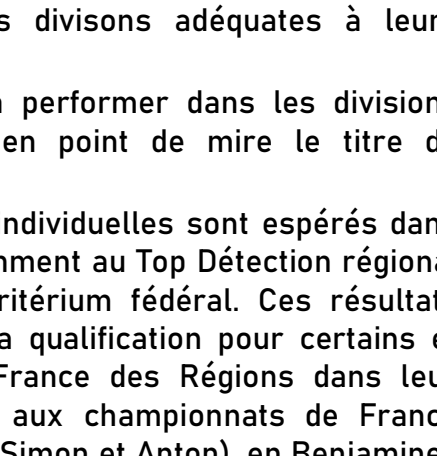 s divisons adéquates à leur
performer dans les division
en point de mire le titre d
individuelles sont espérés dan
mment au Top Détection régiona
ritérium fédéral. Ces résultat
a qualification pour certains e
France des Régions dans leu
aux championnats de Franc
Simon et Anton), en Benjamine